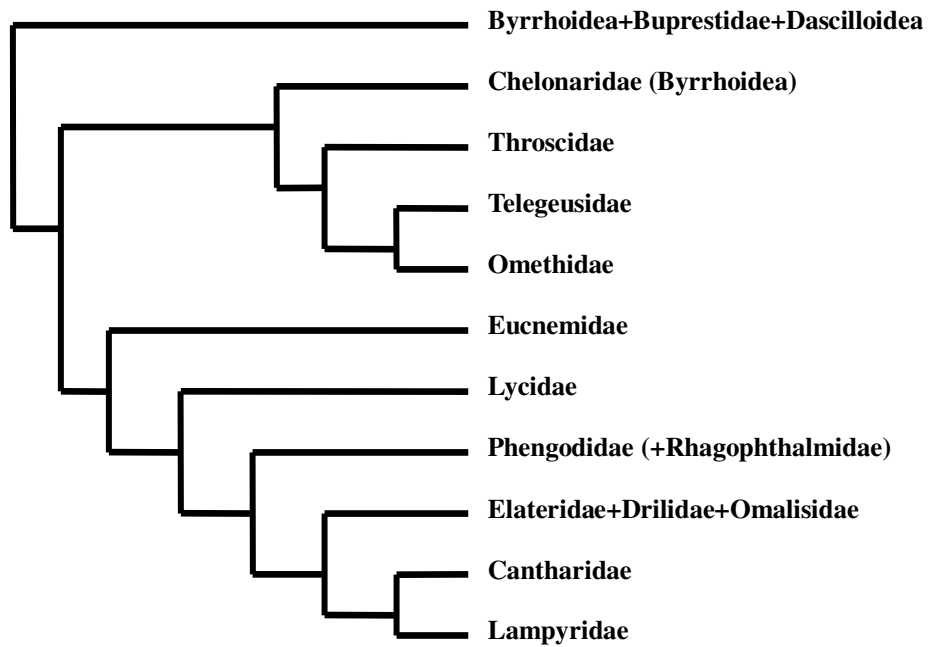 Byrrhoidea+Buprestidae+Dascilloidea
Chelonaridae (Byrrhoidea)
Throscidae
Telegeusidae
Omethidae
Eucnemidae
Lycidae
Phengodidae (+Rhagophthalmidae)
Elateridae+Drilidae+Omalisidae
Cantharidae
Lampyridae